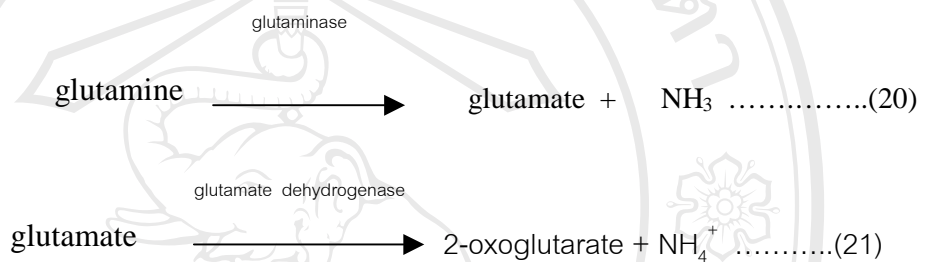 glutaminase
glutamine glutamate + NH₃ ……………..(20)
glutamate dehydrogenase
glutamate 2-oxoglutarate + NH₄⁺ ………..(21)